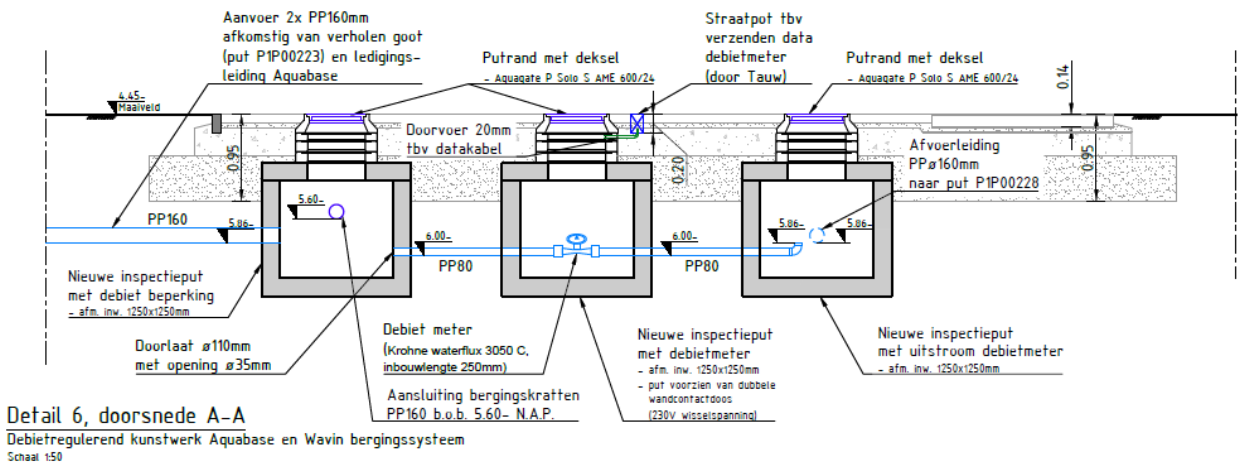 Aanvoer 2x PP160mm
afkomstig van verholen goot
(put P1P00223) en ledigings-
leiding Aquabase
Putrand met deksel
- Aquagate P Solo S AME 600/24
Straatpot tbv
verzenden data
debietmeter
(door Tauw)
Putrand met deksel
- Aquagate P Solo S AME 600/24
0.14
4.45-
Maaiveld
0.95
Doorvoer 20mm
tbv datakabel
0.20
Afvoerleiding
PPø160mm
naar put P1P00228
0.95
PP160
5.86-
5.60-
6.00-
PP80
6.00-
PP80
5.86-
5.86-
Nieuwe inspectieput
met debiet beperking
- afm. inw. 1250x1250mm
Doorlaat ø110mm
met opening ø35mm
Debiet meter
(Krohne waterflux 3050 C,
inbouwlengte 250mm)
Aansluiting bergingskratten
PP160 b.o.b. 5.60- N.A.P.
Nieuwe inspectieput
met debietmeter
- afm. inw. 1250x1250mm
- put voorzien van dubbele
wandcontactdoos
(230V wisselspanning)
Nieuwe inspectieput
met uitstroom debietmeter
- afm. inw. 1250x1250mm
Detail 6, doorsnede A-A
Debietregulerend kunstwerk Aquabase en Wavin bergingssysteem
Schaal 1:50